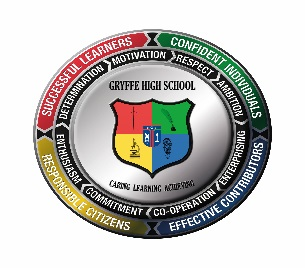 SUCCESSFUL LEARNERS
CONFIDENT INDIVIDUALS
DETERMINATION
MOTIVATION
RESPECT
AMBITION
GRYFFE HIGH SCHOOL
CARING LEARNING ACHIEVING
ENTHUSIASM
COMMITMENT
CO-OPERATION
ENTERPRISING
RESPONSIBLE CITIZENS
EFFECTIVE CONTRIBUTORS